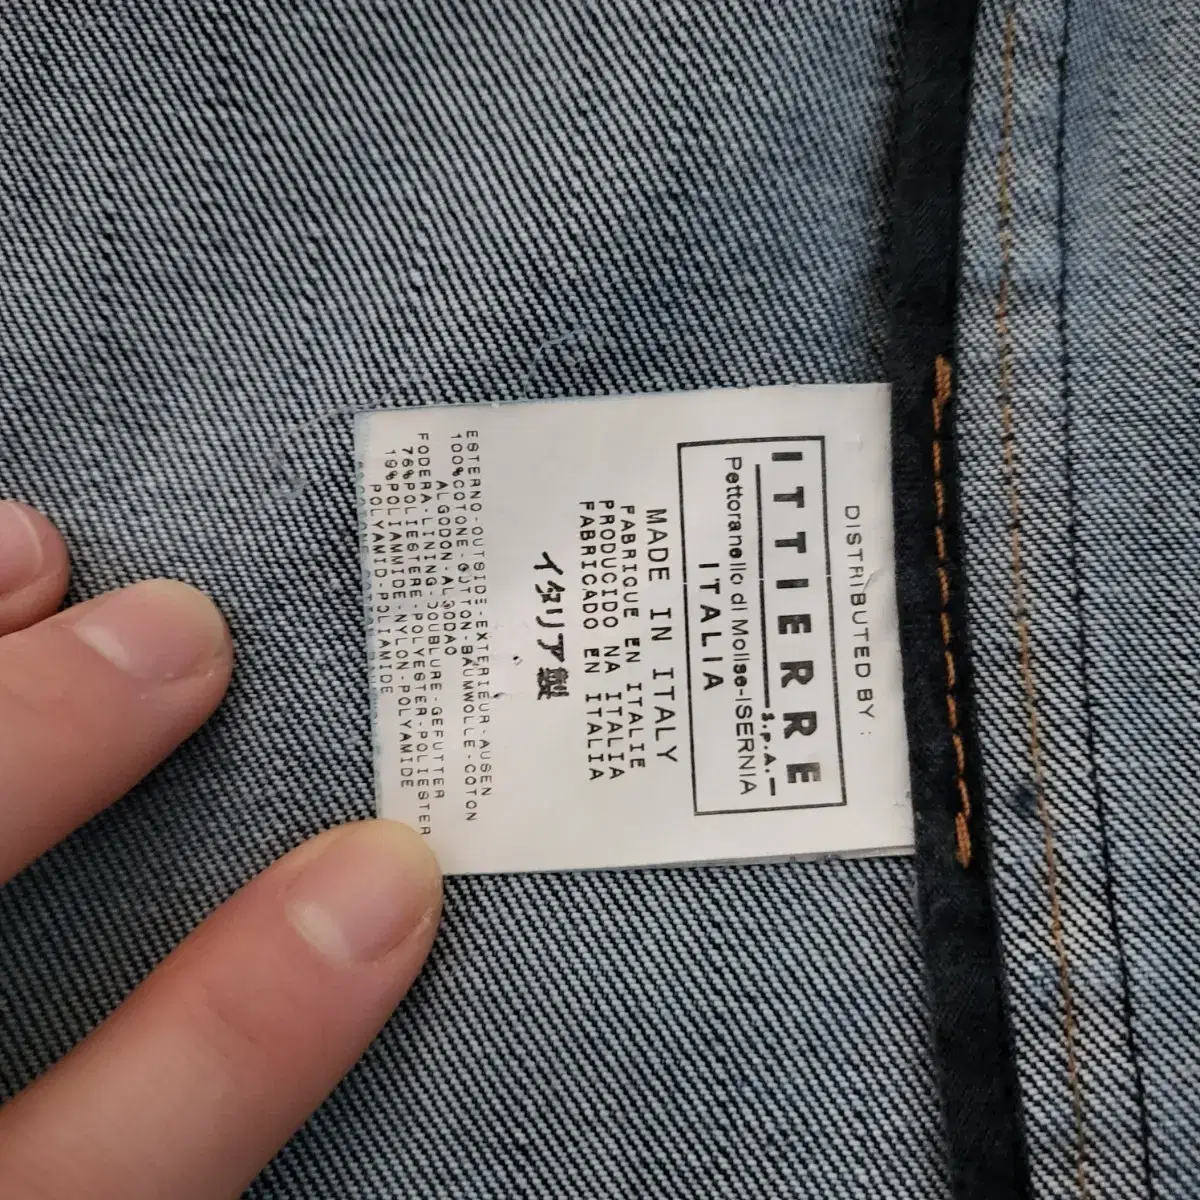 DISTRIBUTED BY:
ITTIERRE
S.p.A.
Pettoranello di Molise-ISERNIA
ITALIA
MADE IN ITALY
FABRIQUE EN ITALIE
PRODUCIDO NA ITALIA
FABRICADO EN ITALIA
イタリア製
ESTERNO-OUTSIDE-EXTERIEUR-AUSEN
100%COTONE-COTTON-BAUMWOLLE-COTON
ALGODON-ALGODAO
FODERA-LINING-DOUBLURE-GEFUTTER
76%POLIESTERE-POLYESTER-POLIESTER
19%POLIAMMIDE-NYLON-POLYAMIDE
POLYAMID-POLIAMIDE